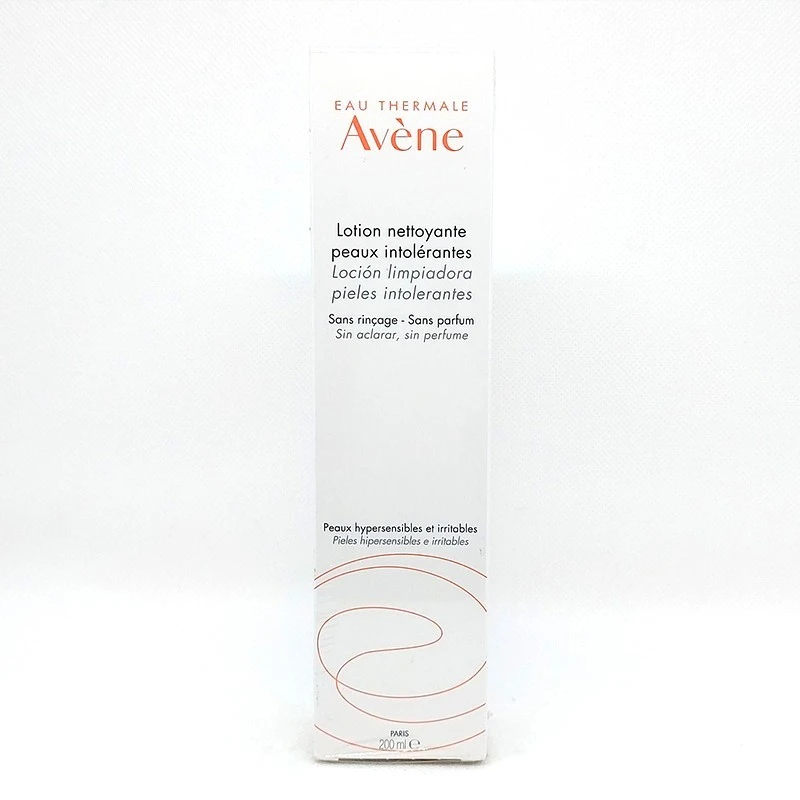 EAU THERMALE
Avène
Lotion nettoyante
peaux intolérantes
Loción limpiadora
pieles intolerantes
Sans rinçage - Sans parfum
Sin aclarar, sin perfume
Peaux hypersensibles et irritables
Pieles hipersensibles e irritables
PARIS
200 ml ℮